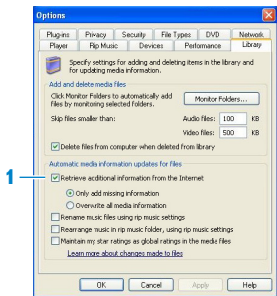 Options
Plug-ins Privacy Security File Types DVD Network
Player Rip Music Devices Performance Library
Specify settings for adding and deleting items in the library and
for updating media information.
Add and delete media files
Click Monitor Folders to automatically add
files by monitoring selected folders.
Monitor Folders...
Skip files smaller than: Audio files: 100 KB
Video files: 500 KB
Delete files from computer when deleted from library
Automatic media information updates for files
1
Retrieve additional information from the Internet
Only add missing information
Overwrite all media information
Rename music files using rip music settings
Rearrange music in rip music folder, using rip music settings
Maintain my star ratings as global ratings in the media files
Learn more about changes made to files
OK Cancel Apply Help